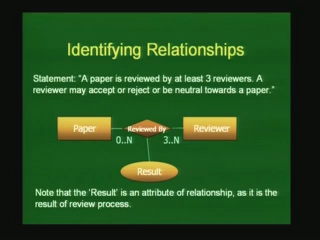 Identifying Relationships
Statement: “A paper is reviewed by at least 3 reviewers. A
reviewer may accept or reject or be neutral towards a paper.”
Paper
Reviewed By
Reviewer
0..N
3..N
Result
Note that the ‘Result’ is an attribute of relationship, as it is the
result of review process.